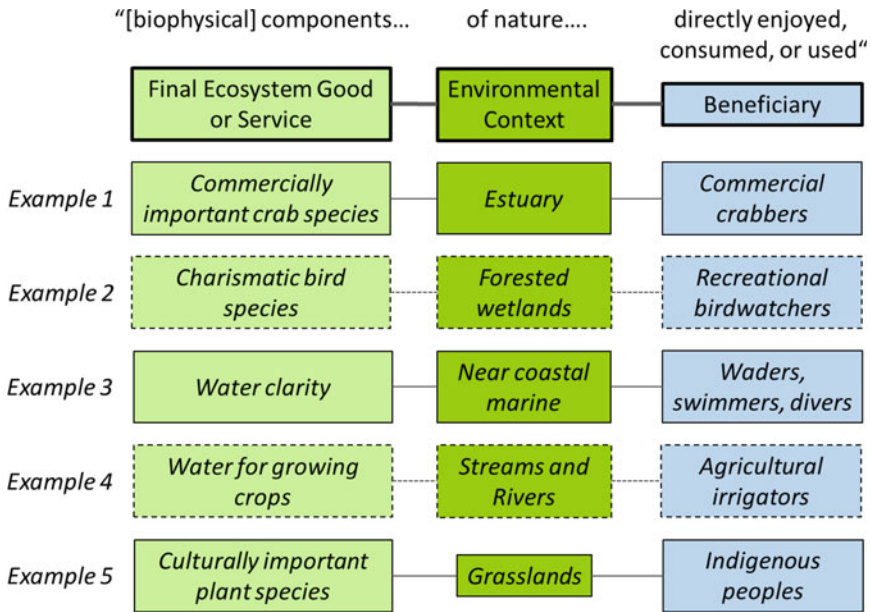 “[biophysical] components…
of nature….
directly enjoyed,
consumed, or used“
Final Ecosystem Good
or Service
Environmental
Context
Beneficiary
Example 1
Commercially
important crab species
Estuary
Commercial
crabbers
Example 2
Charismatic bird
species
Forested
wetlands
Recreational
birdwatchers
Example 3
Water clarity
Near coastal
marine
Waders,
swimmers, divers
Example 4
Water for growing
crops
Streams and
Rivers
Agricultural
irrigators
Example 5
Culturally important
plant species
Grasslands
Indigenous
peoples